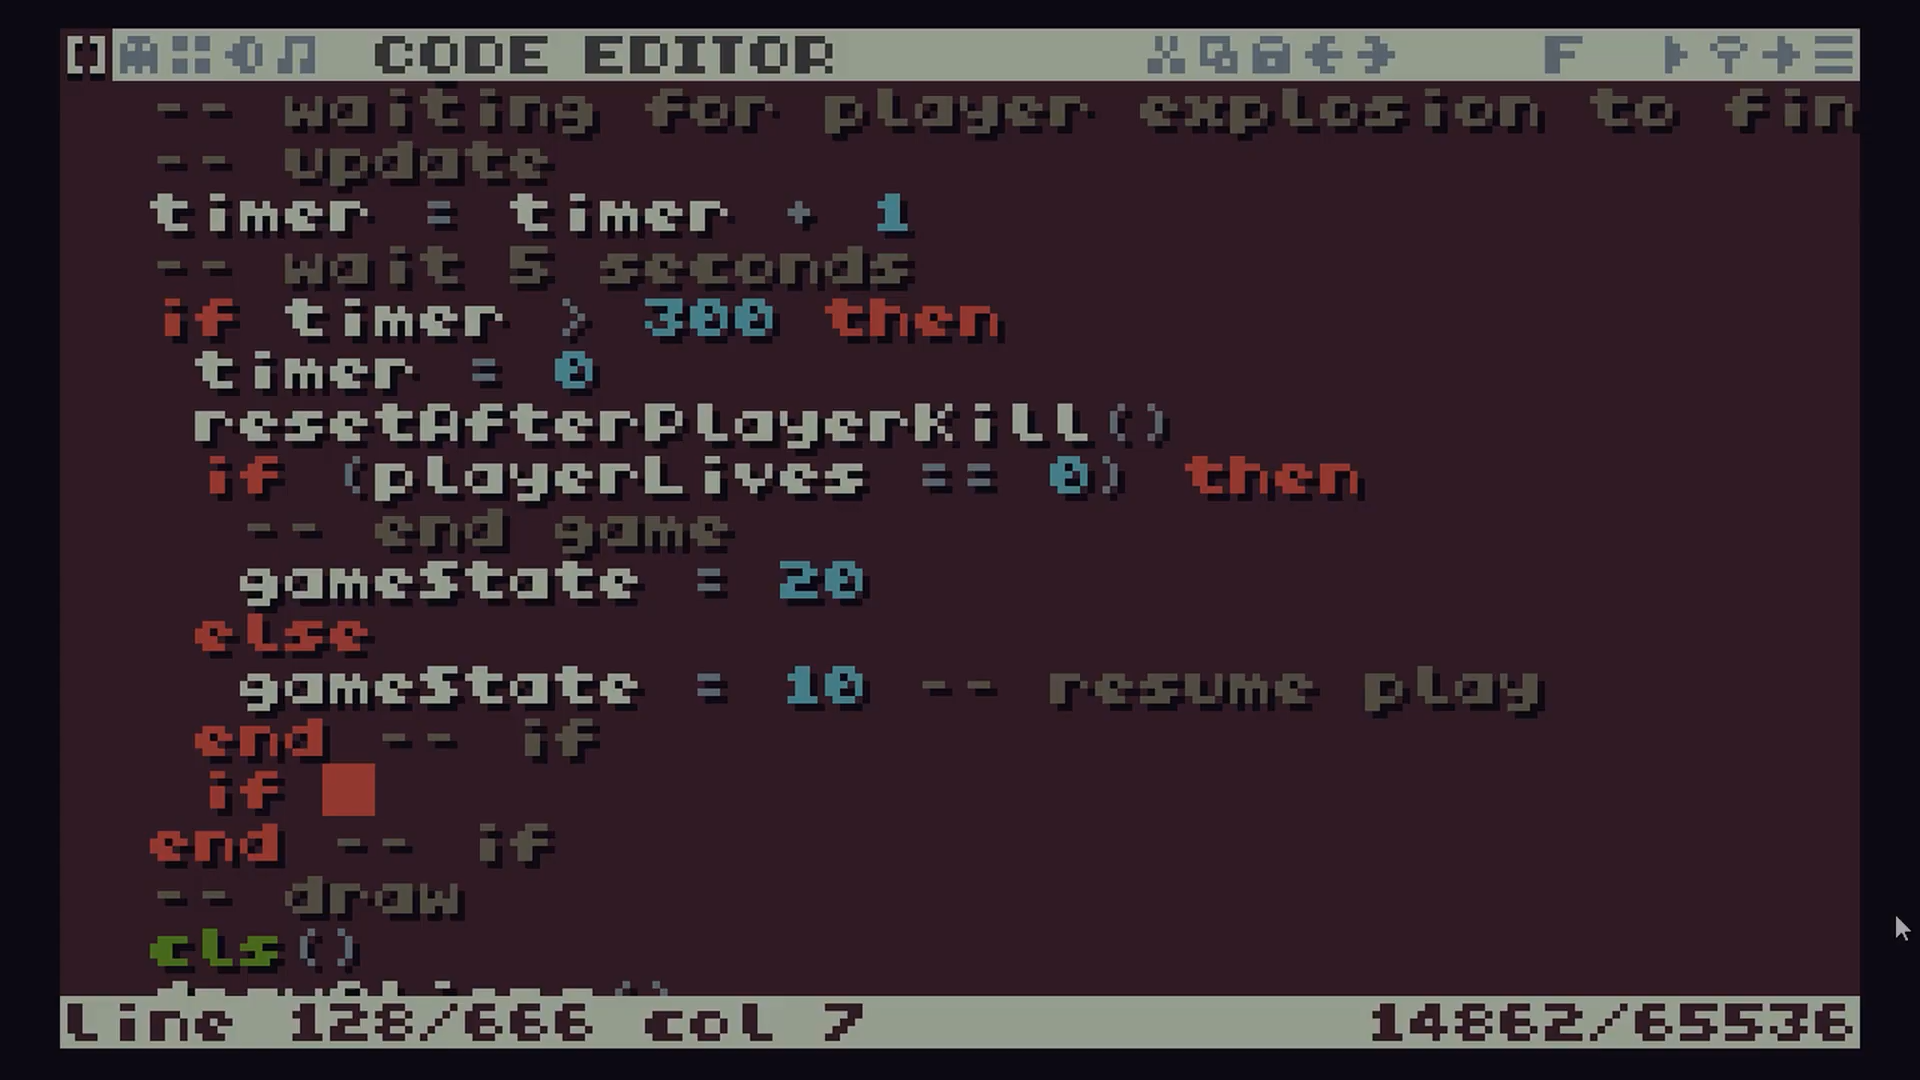 CODE EDITOR F
-- waiting for player explosion to fin
-- update
timer = timer + 1
-- wait 5 seconds
if timer > 300 then
timer = 0
resetAfterPlayerKill()
if (playerLives == 0) then
-- end game
gameState = 20
else
gameState = 10 -- resume play
end -- if
if
end -- if
-- draw
cls()
line 128/666 col 7
14862/65536